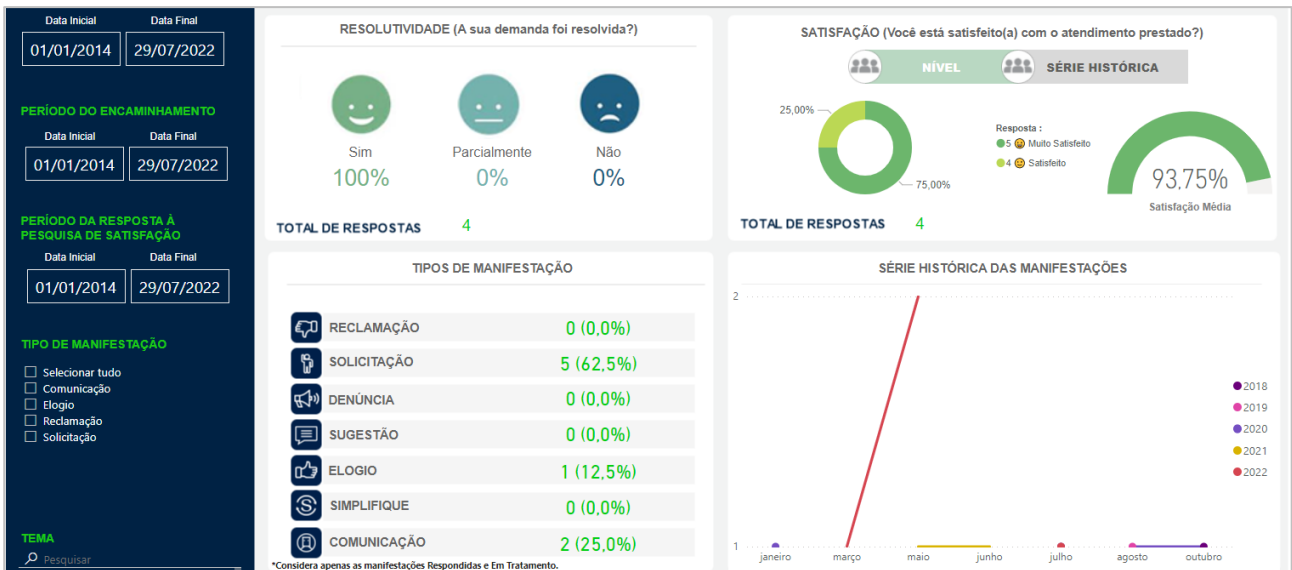 Data Inicial Data Final
01/01/2014 29/07/2022
PERÍODO DO ENCAMINHAMENTO
Data Inicial Data Final
01/01/2014 29/07/2022
PERÍODO DA RESPOSTA À
PESQUISA DE SATISFAÇÃO
Data Inicial Data Final
01/01/2014 29/07/2022
TIPO DE MANIFESTAÇÃO
Selecionar tudo
Comunicação
Elogio
Reclamação
Solicitação
TEMA
Pesquisar
RESOLUTIVIDADE (A sua demanda foi resolvida?)
Sim Parcialmente Não
100% 0% 0%
TOTAL DE RESPOSTAS 4
SATISFAÇÃO (Você está satisfeito(a) com o atendimento prestado?)
NÍVEL SÉRIE HISTÓRICA
25,00%
75,00%
Resposta :
5 Muito Satisfeito
4 Satisfeito
93,75%
Satisfação Média
TOTAL DE RESPOSTAS 4
TIPOS DE MANIFESTAÇÃO
RECLAMAÇÃO 0 (0,0%)
SOLICITAÇÃO 5 (62,5%)
DENÚNCIA 0 (0,0%)
SUGESTÃO 0 (0,0%)
ELOGIO 1 (12,5%)
SIMPLIFIQUE 0 (0,0%)
COMUNICAÇÃO 2 (25,0%)
*Considera apenas as manifestações Respondidas e Em Tratamento.
SÉRIE HISTÓRICA DAS MANIFESTAÇÕES
2
1
janeiro março maio junho julho agosto outubro
2018
2019
2020
2021
2022